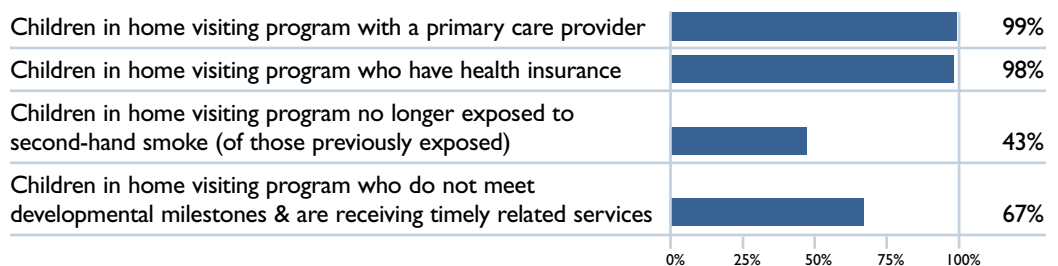 Children in home visiting program with a primary care provider 99%
Children in home visiting program who have health insurance 98%
Children in home visiting program no longer exposed to
second-hand smoke (of those previously exposed) 43%
Children in home visiting program who do not meet
developmental milestones & are receiving timely related services 67%
0% 25% 50% 75% 100%